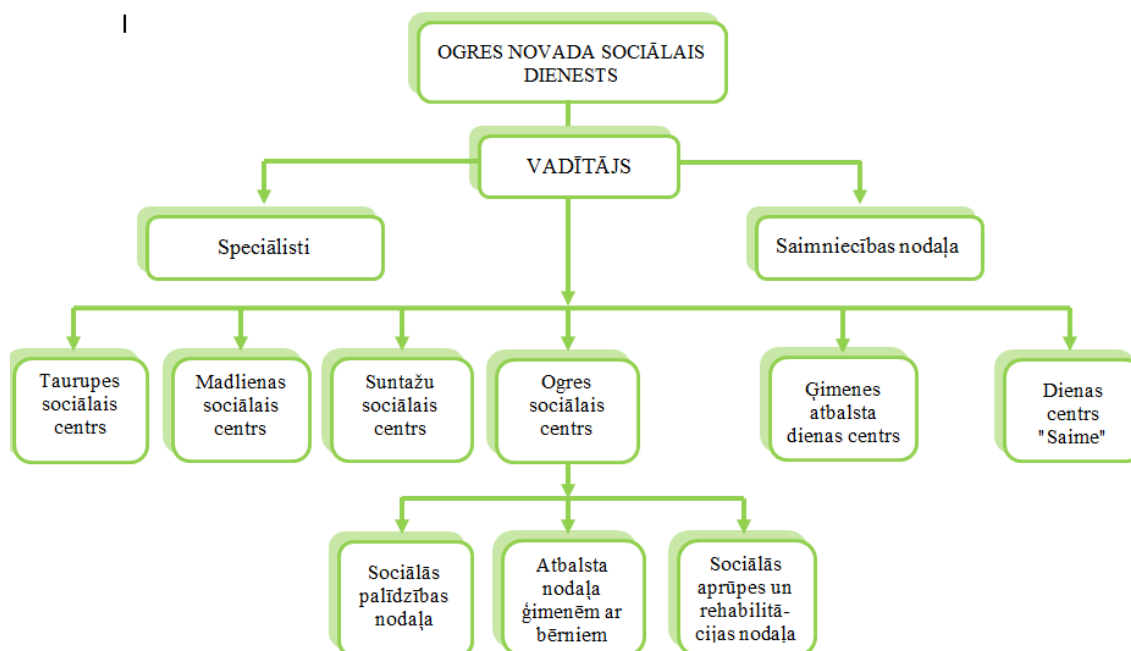 OGRES NOVADA SOCIĀLAIS
DIENESTS
VADĪTĀJS
Speciālisti
Saimniecības nodaļa
Taurupes
sociālais
centrs
Madlienas
sociālais
centrs
Suntažu
sociālais
centrs
Ogres
sociālais
centrs
Ģimenes
atbalsta
dienas centrs
Dienas
centrs
"Saime"
Sociālās
palīdzības
nodaļa
Atbalsta
nodaļa
ģimenēm ar
bērniem
Sociālās
aprūpes un
rehabilitā-
cijas nodaļa